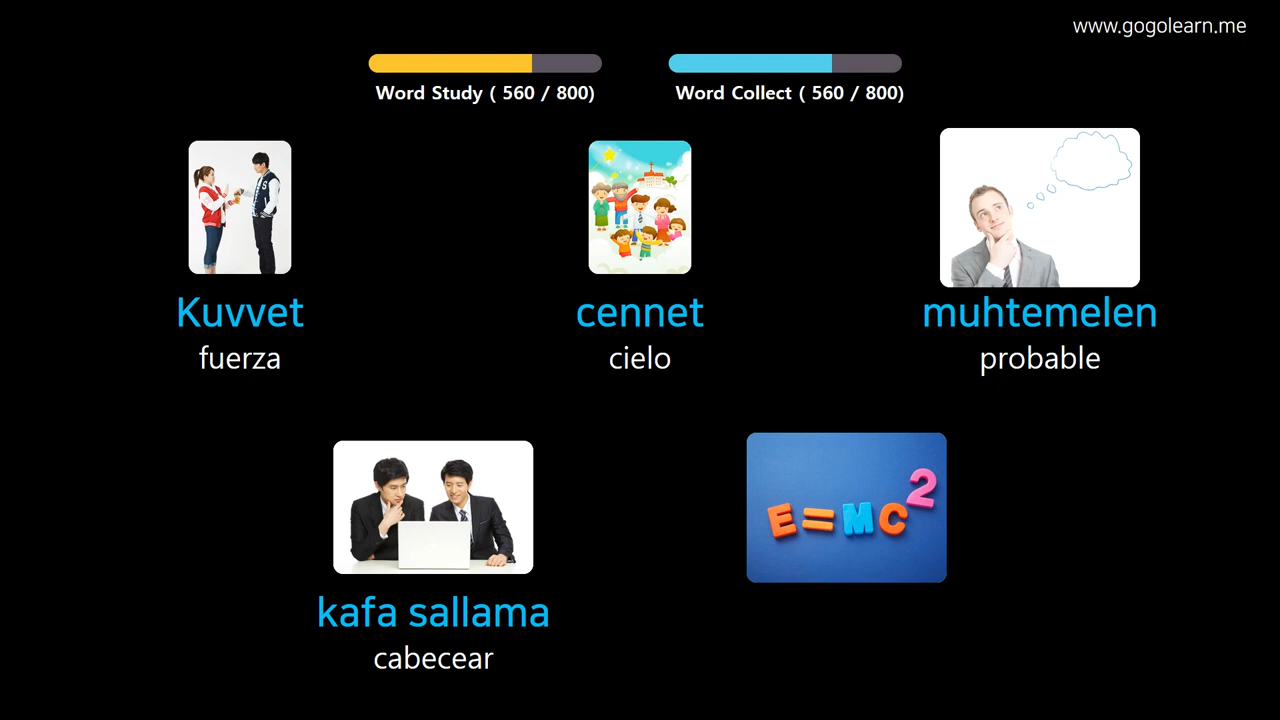 www.gogolearn.me
Word Study ( 560 / 800)
Word Collect ( 560 / 800)
Kuvvet
fuerza
cennet
cielo
muhtemelen
probable
kafa sallama
cabecear
E=MC2